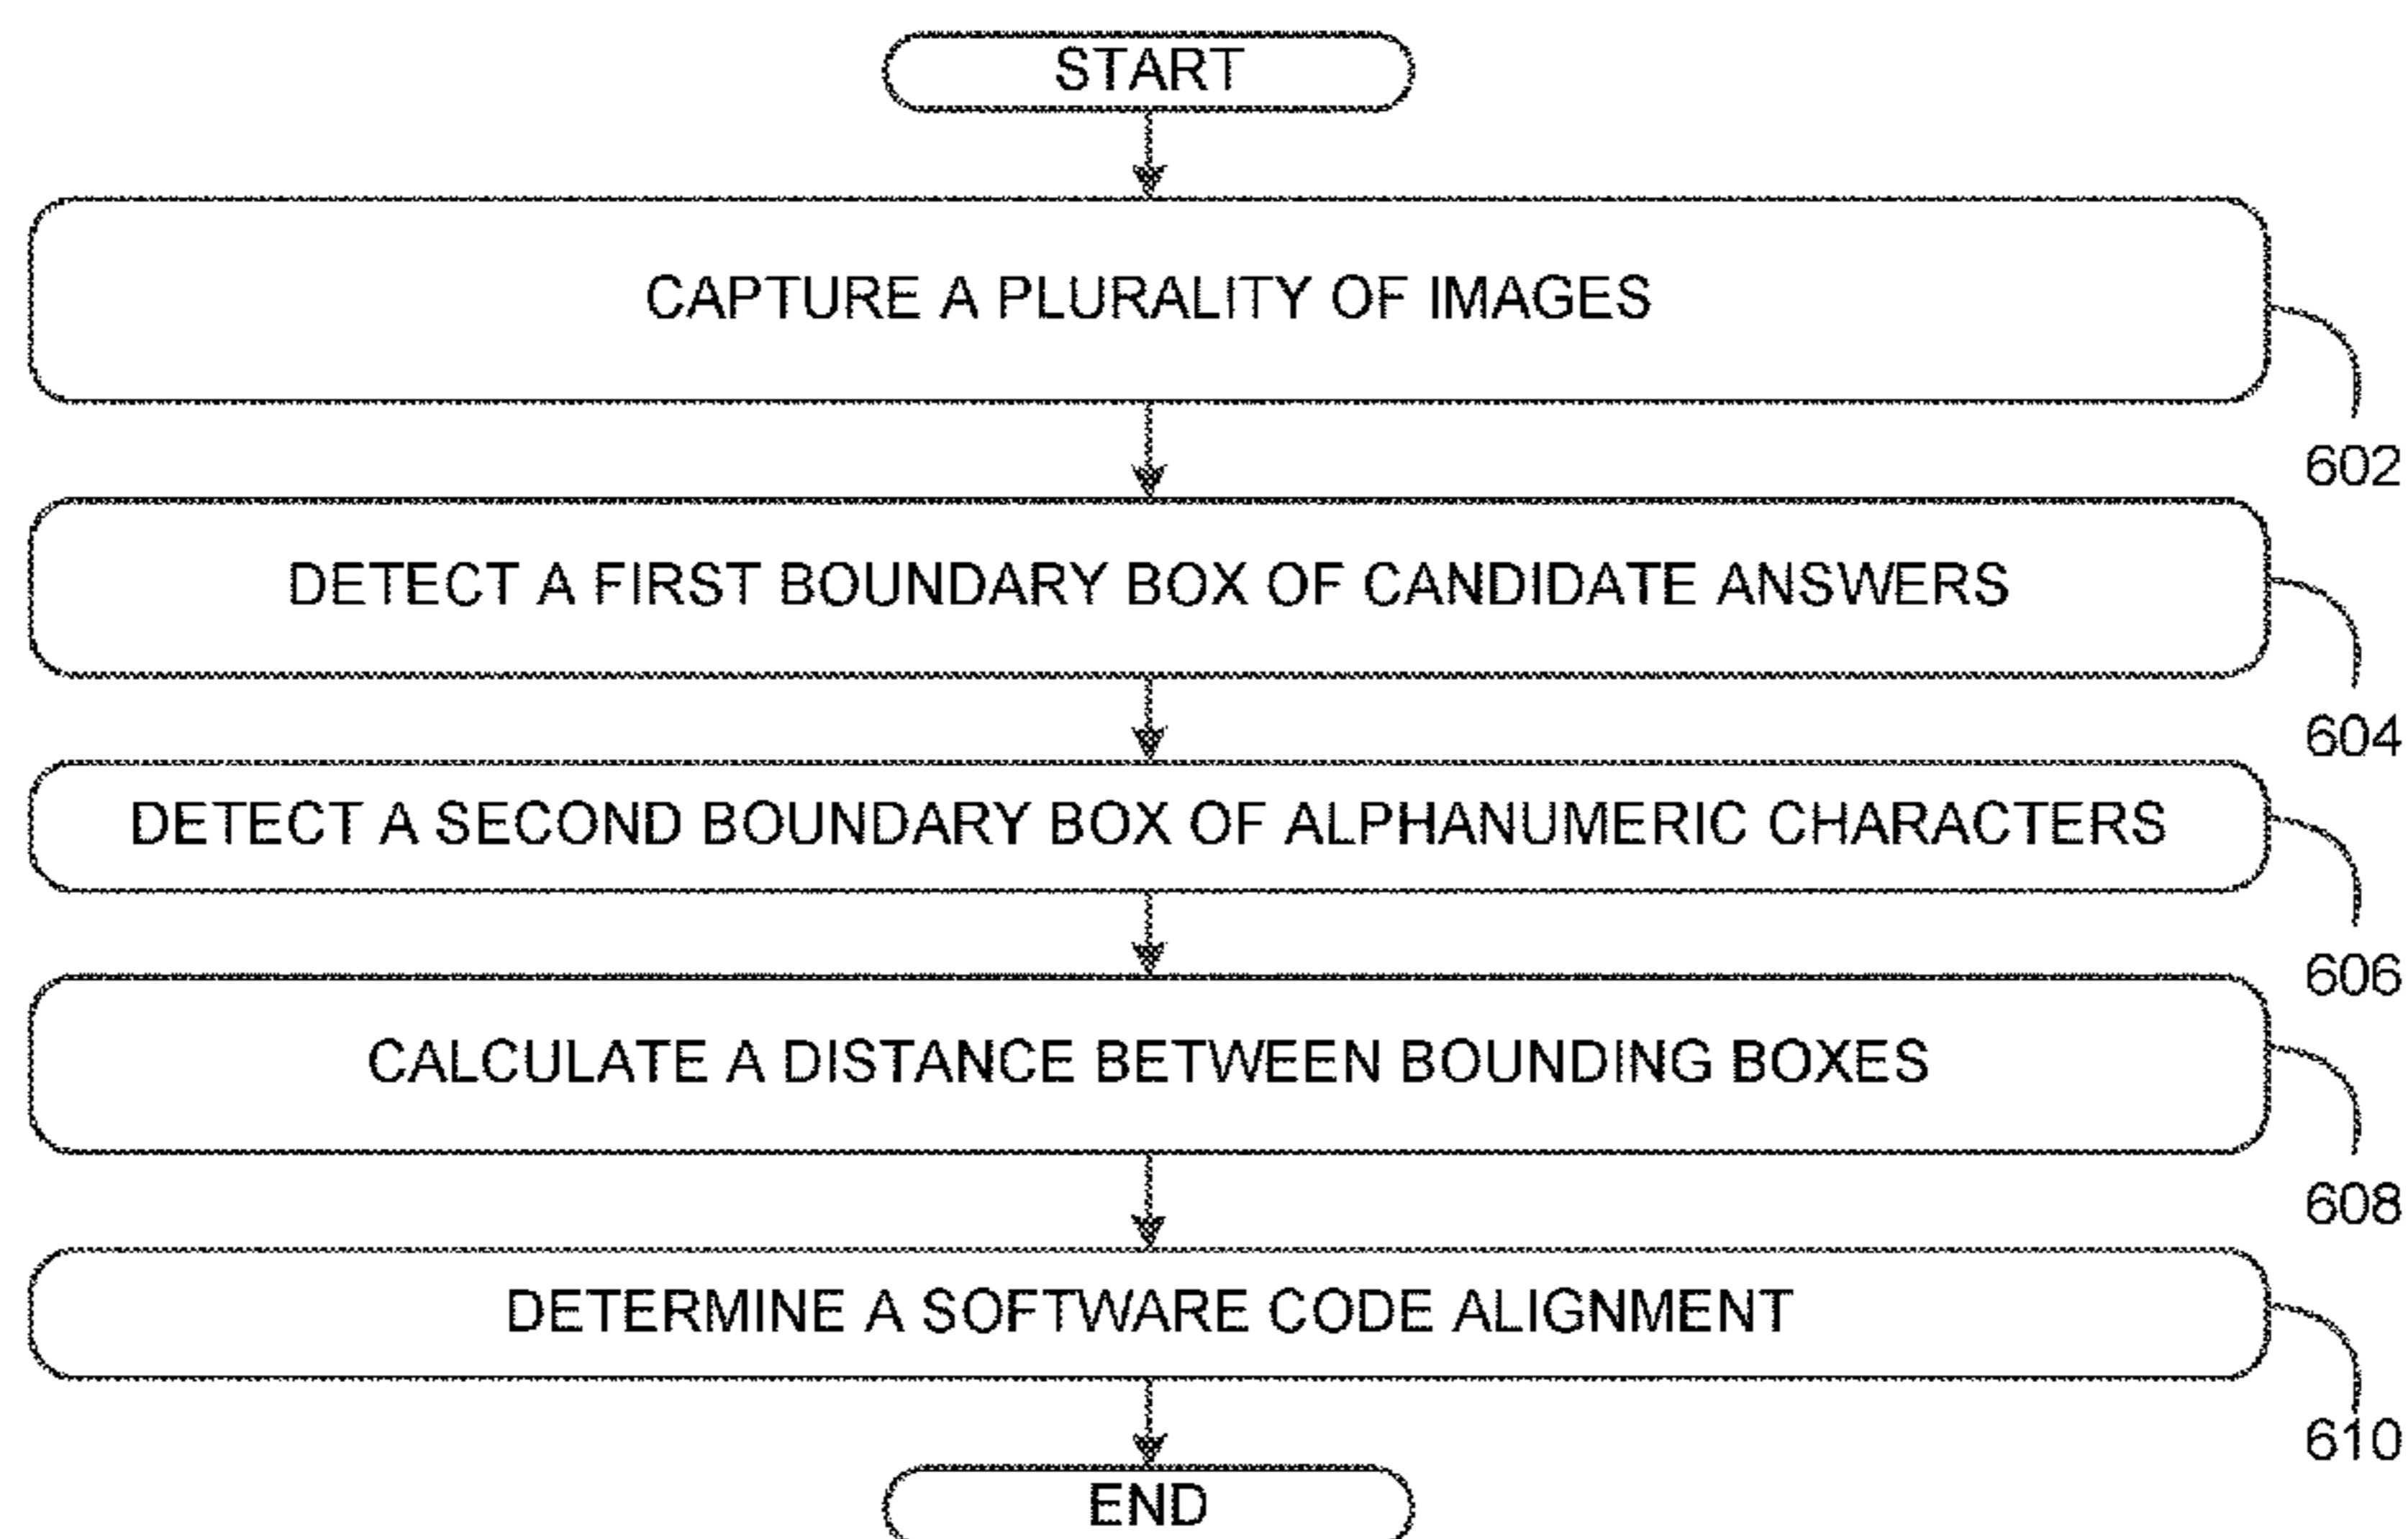 START
CAPTURE A PLURALITY OF IMAGES
602
DETECT A FIRST BOUNDARY BOX OF CANDIDATE ANSWERS
604
DETECT A SECOND BOUNDARY BOX OF ALPHANUMERIC CHARACTERS
606
CALCULATE A DISTANCE BETWEEN BOUNDING BOXES
608
DETERMINE A SOFTWARE CODE ALIGNMENT
610
END